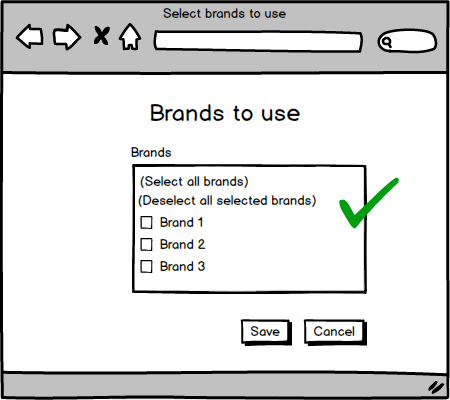 Select brands to use
Brands to use
Brands
(Select all brands)
(Deselect all selected brands)
Brand 1
Brand 2
Brand 3
Save Cancel